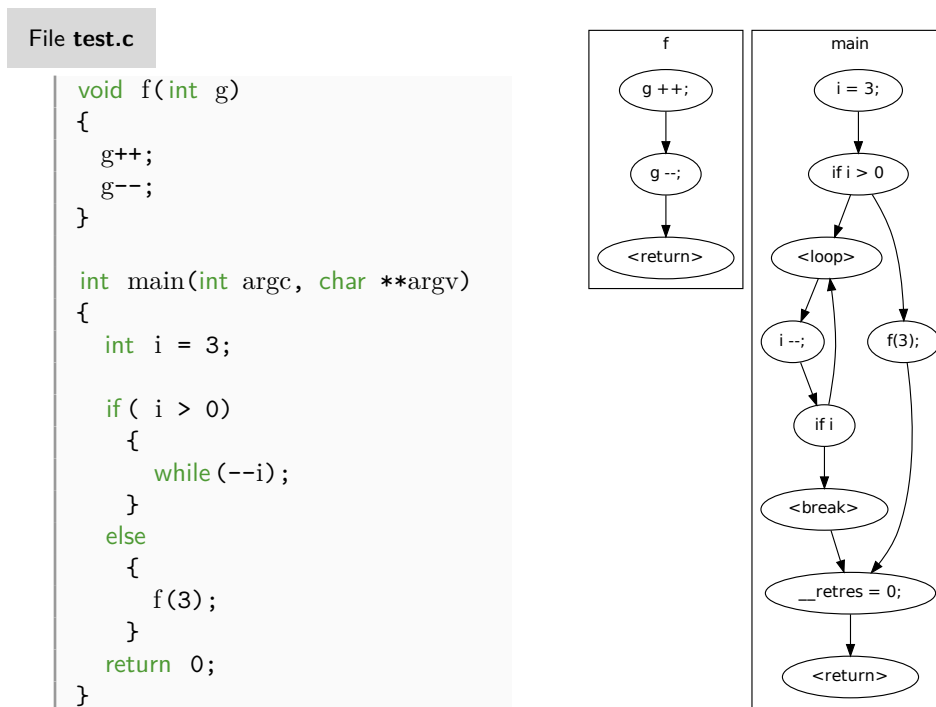 File test.c
void f(int g)
{
  g++;
  g--;
}
int main(int argc, char **argv)
{
  int i = 3;
  if ( i > 0)
    {
      while(--i);
    }
  else
    {
      f(3);
    }
  return 0;
}
f
g ++;
g --;
<return>
main
i = 3;
if i > 0
<loop>
i --;
f(3);
if i
<break>
__retres = 0;
<return>